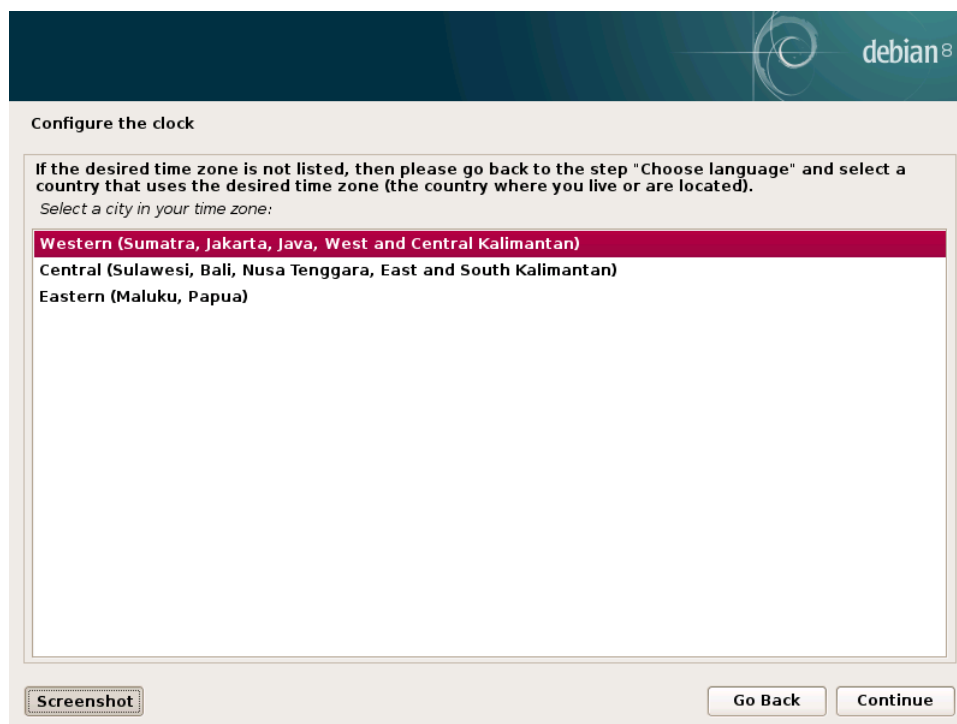 debian 8
Configure the clock
If the desired time zone is not listed, then please go back to the step "Choose language" and select a
country that uses the desired time zone (the country where you live or are located).
Select a city in your time zone:
Western (Sumatra, Jakarta, Java, West and Central Kalimantan)
Central (Sulawesi, Bali, Nusa Tenggara, East and South Kalimantan)
Eastern (Maluku, Papua)
Screenshot
Go Back
Continue